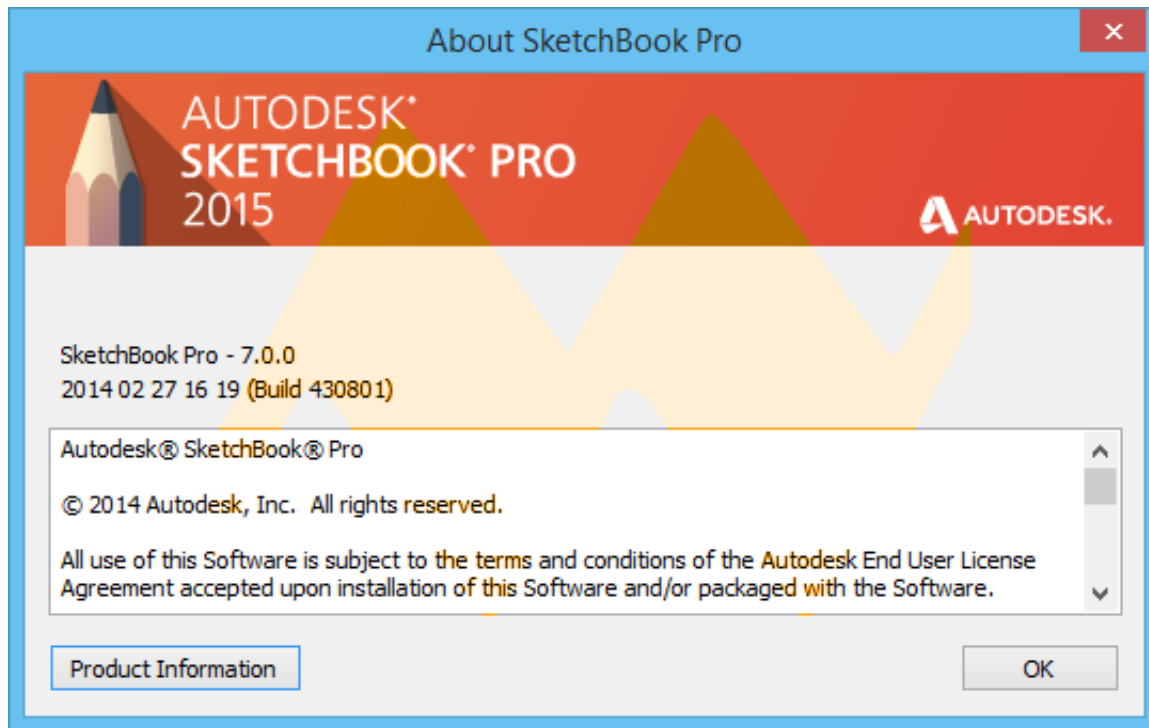 About SketchBook Pro
AUTODESK®
SKETCHBOOK® PRO
2015
AUTODESK.
SketchBook Pro - 7.0.0
2014 02 27 16 19 (Build 430801)
Autodesk® SketchBook® Pro
© 2014 Autodesk, Inc.  All rights reserved.
All use of this Software is subject to the terms and conditions of the Autodesk End User License
Agreement accepted upon installation of this Software and/or packaged with the Software.
Product Information
OK